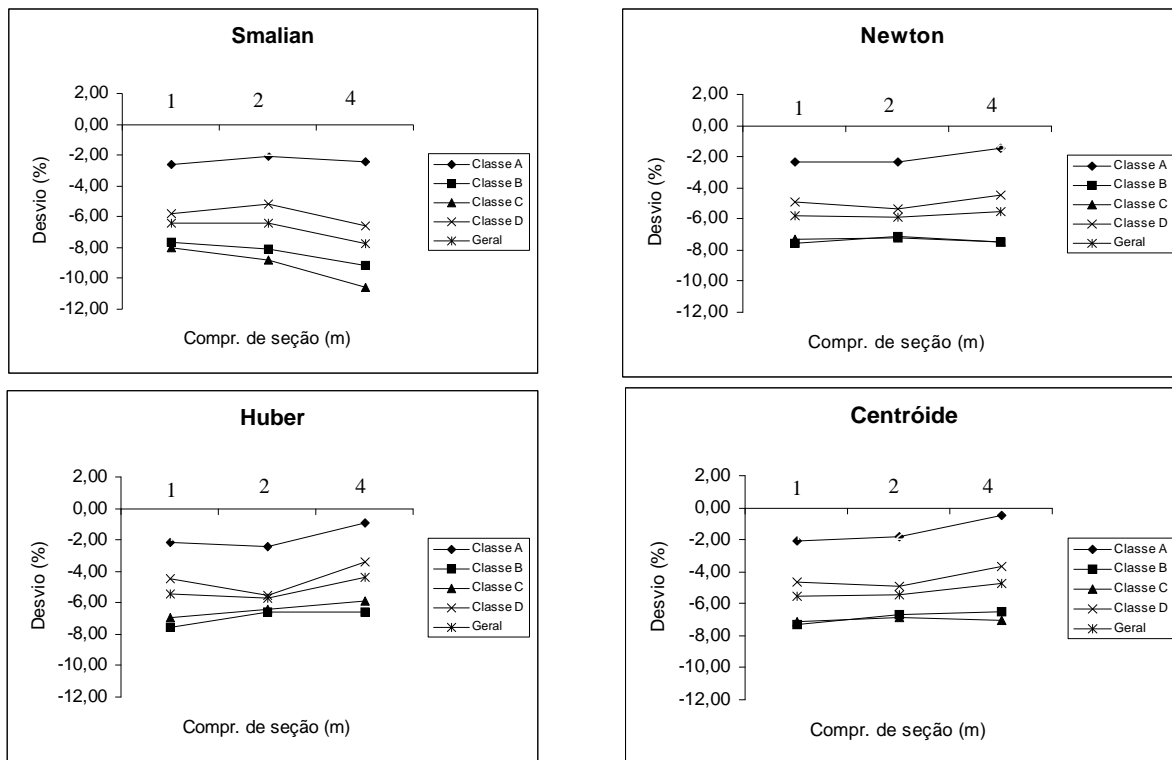 Smalian
2,00
0,00
-2,00
-4,00
-6,00
-8,00
-10,00
-12,00
1 2 4
Desvio (%)
Compr. de seção (m)
Classe A
Classe B
Classe C
Classe D
Geral
Newton
2,00
0,00
-2,00
-4,00
-6,00
-8,00
-10,00
-12,00
1 2 4
Desvio (%)
Compr. de seção (m)
Classe A
Classe B
Classe C
Classe D
Geral
Huber
2,00
0,00
-2,00
-4,00
-6,00
-8,00
-10,00
-12,00
1 2 4
Desvio (%)
Compr. de seção (m)
Classe A
Classe B
Classe C
Classe D
Geral
Centróide
2,00
0,00
-2,00
-4,00
-6,00
-8,00
-10,00
-12,00
1 2 4
Desvio (%)
Compr. de seção (m)
Classe A
Classe B
Classe C
Classe D
Geral